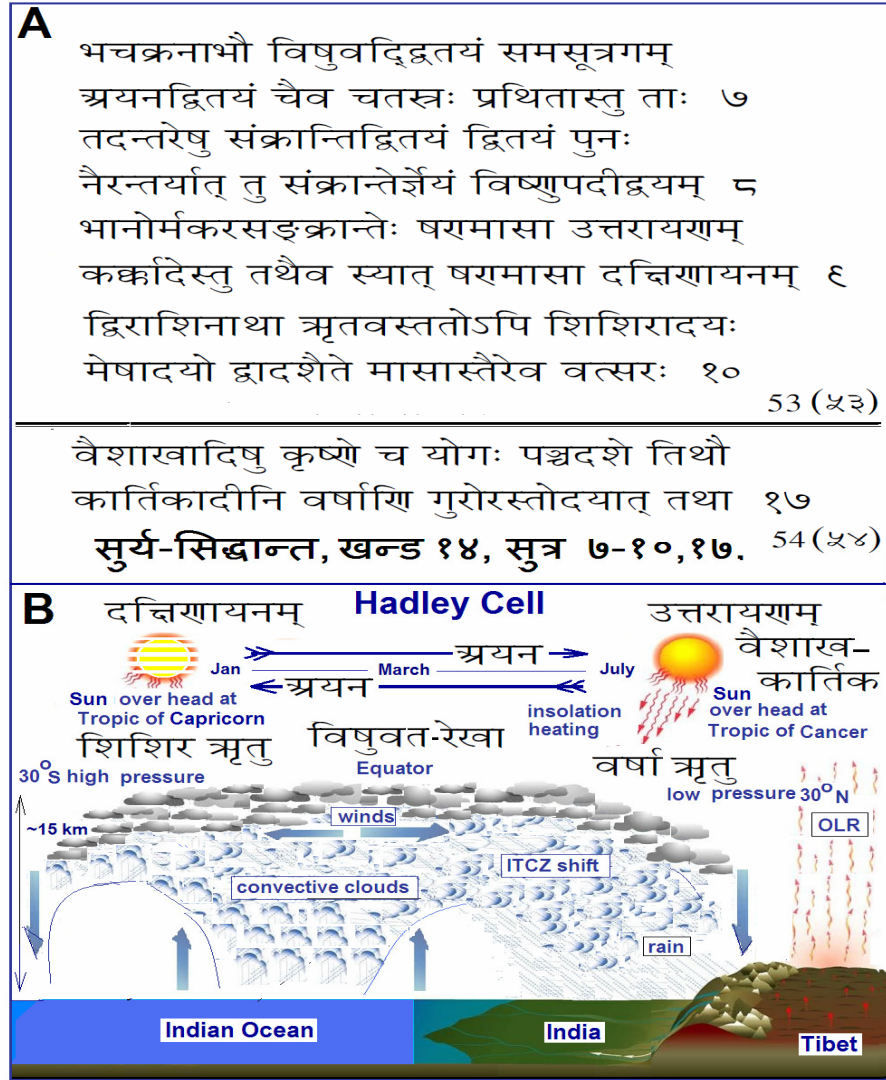 A
भचक्रनाभौ विषुवद्द्वितयं समसूत्रगम्
अयनद्वितयं चैव चतस्रः प्रथितास्तु ताः ७
तदन्तरेषु संक्रान्तिद्वितयं द्वितयं पुनः
नैरन्तर्यात् तु संक्रान्तेर्ज्ञेयं विष्णुपदीद्वयम् ८
भानोर्मकरसङ्क्रान्तेः षण्मासा उत्तरायणम्
कर्क्कादेस्तु तथैव स्यात् षण्मासा दक्षिणायनम् ९
द्विराशिनाथा ऋतवस्ततोऽपि शिशिरादयः
मेषादयो द्वादशैते मासास्तैरेव वत्सरः १०
53 (५३)
वैशाखादिषु कृष्णे च योगः पञ्चदशे तिथौ
कार्तिकादीनि वर्षाणि गुरोरस्तोदयात् तथा १७
सुर्य-सिद्धान्त, खन्ड १४, सुत्र ७-१०,१७.
54 (५४)
B
दक्षिणायनम्
Hadley Cell
उत्तरायणम्
Jan
March
अयन
July
अयन
वैशाख-
कार्तिक
Sun over head at
Tropic of Capricorn
insolation
heating
Sun
over head at
Tropic of Cancer
शिशिर ऋतु
विषुवत-रेखा
Equator
वर्षा ऋतु
30°S high pressure
low pressure 30°N
~15 km
winds
OLR
convective clouds
ITCZ shift
rain
Indian Ocean
India
Tibet